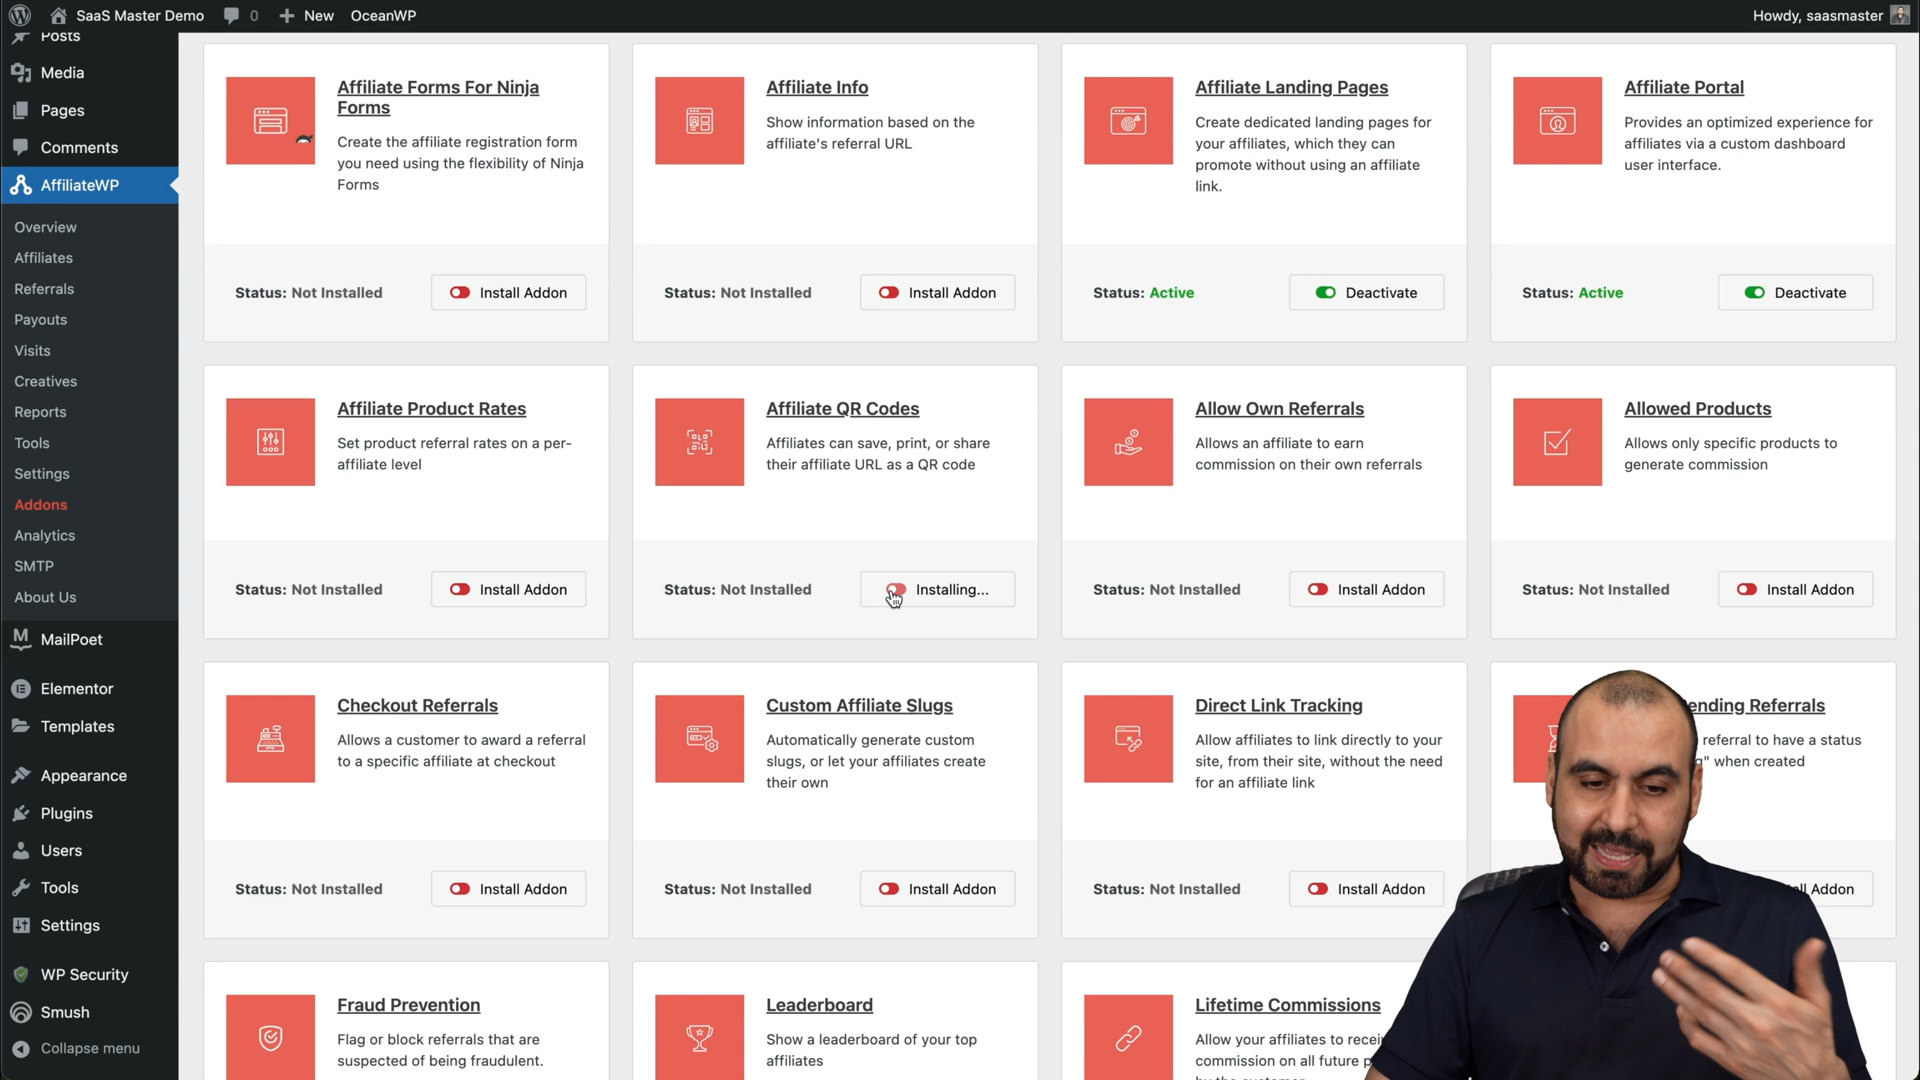 SaaS Master Demo 0 New OceanWP Howdy, saasmaster
Posts
Media
Pages
Comments
AffiliateWP
Overview
Affiliates
Referrals
Payouts
Visits
Creatives
Reports
Tools
Settings
Addons
Analytics
SMTP
About Us
MailPoet
Elementor
Templates
Appearance
Plugins
Users
Tools
Settings
WP Security
Smush
Collapse menu
Affiliate Forms For Ninja
Forms
Create the affiliate registration form
you need using the flexibility of Ninja
Forms
Status: Not Installed Install Addon
Affiliate Info
Show information based on the
affiliate's referral URL
Status: Not Installed Install Addon
Affiliate Landing Pages
Create dedicated landing pages for
your affiliates, which they can
promote without using an affiliate
link.
Status: Active Deactivate
Affiliate Portal
Provides an optimized experience for
affiliates via a custom dashboard
user interface.
Status: Active Deactivate
Affiliate Product Rates
Set product referral rates on a per-
affiliate level
Status: Not Installed Install Addon
Affiliate QR Codes
Affiliates can save, print, or share
their affiliate URL as a QR code
Status: Not Installed Installing...
Allow Own Referrals
Allows an affiliate to earn
commission on their own referrals
Status: Not Installed Install Addon
Allowed Products
Allows only specific products to
generate commission
Status: Not Installed Install Addon
Checkout Referrals
Allows a customer to award a referral
to a specific affiliate at checkout
Status: Not Installed Install Addon
Custom Affiliate Slugs
Automatically generate custom
slugs, or let your affiliates create
their own
Status: Not Installed Install Addon
Direct Link Tracking
Allow affiliates to link directly to your
site, from their site, without the need
for an affiliate link
Status: Not Installed Install Addon
Referrals
referral to have a status
when created
Addon
Fraud Prevention
Flag or block referrals that are
suspected of being fraudulent.
Leaderboard
Show a leaderboard of your top
affiliates
Lifetime Commissions
Allow your affiliates to
commission on all future